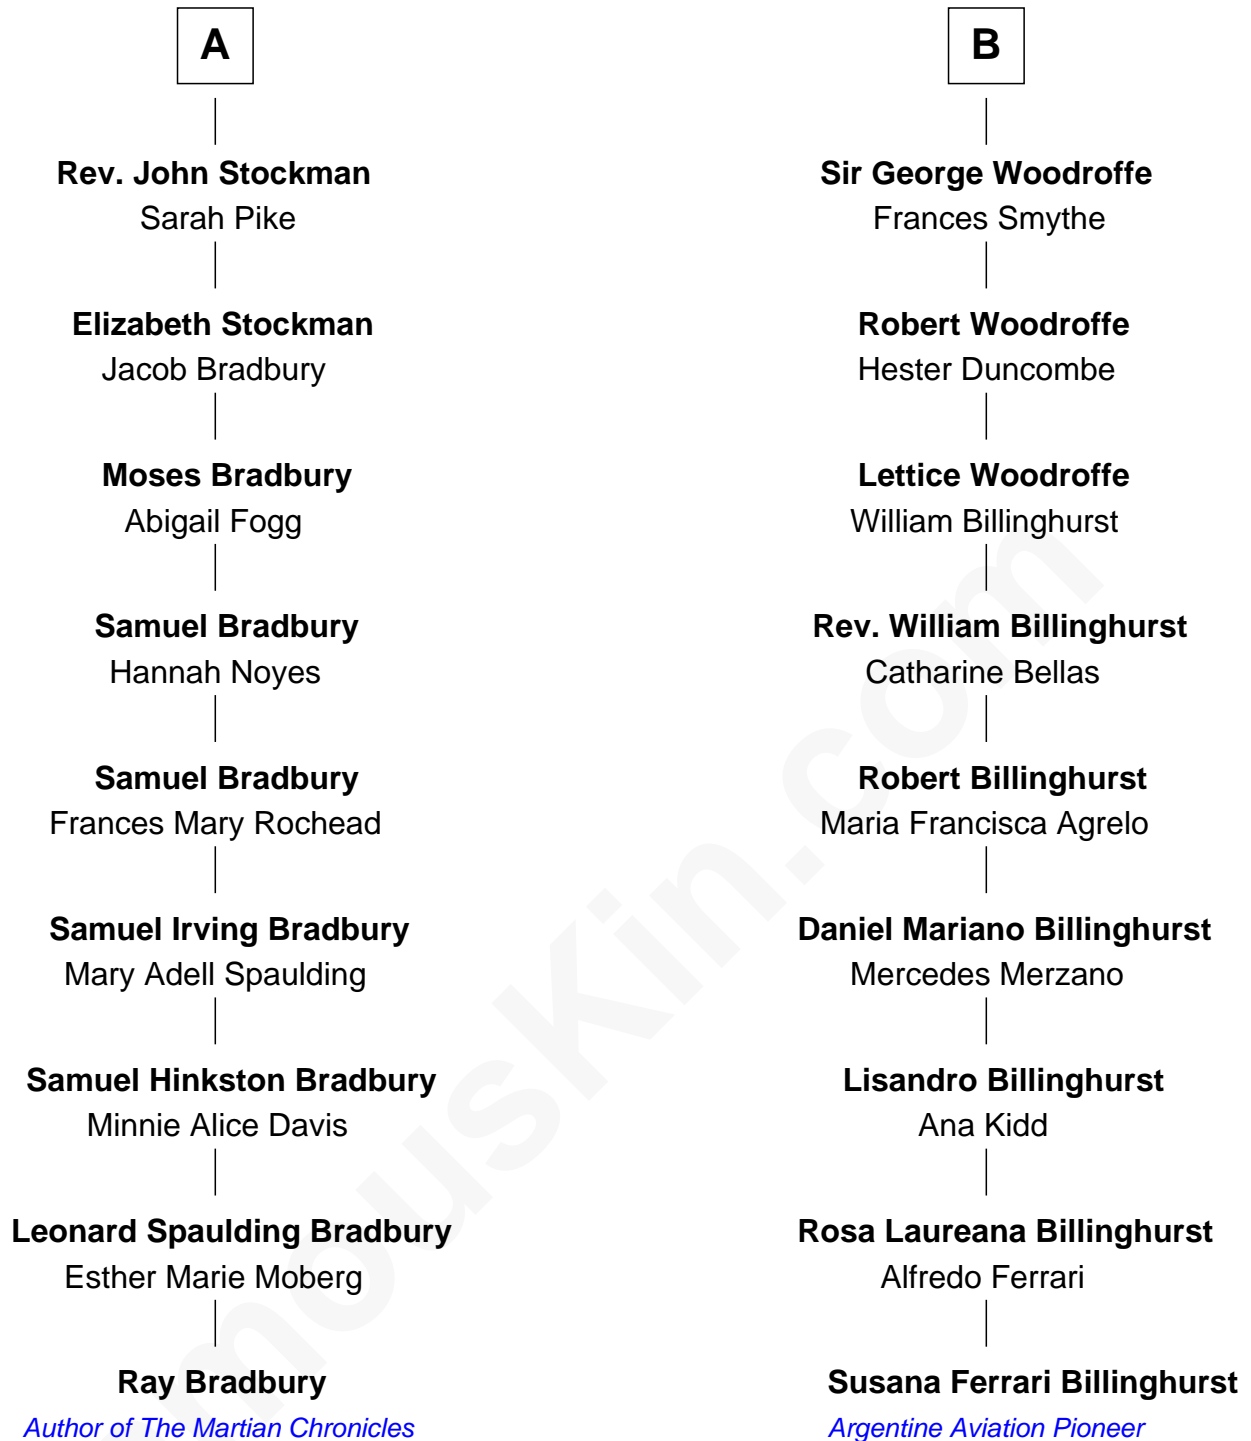 A
Rev. John Stockman
Sarah Pike
Elizabeth Stockman
Jacob Bradbury
Moses Bradbury
Abigail Fogg
Samuel Bradbury
Hannah Noyes
Samuel Bradbury
Frances Mary Rochead
Samuel Irving Bradbury
Mary Adell Spaulding
Samuel Hinkston Bradbury
Minnie Alice Davis
Leonard Spaulding Bradbury
Esther Marie Moberg
Ray Bradbury
Author of The Martian Chronicles
B
Sir George Woodroffe
Frances Smythe
Robert Woodroffe
Hester Duncombe
Lettice Woodroffe
William Billinghurst
Rev. William Billinghurst
Catharine Bellas
Robert Billinghurst
Maria Francisca Agrelo
Daniel Mariano Billinghurst
Mercedes Merzano
Lisandro Billinghurst
Ana Kidd
Rosa Laureana Billinghurst
Alfredo Ferrari
Susana Ferrari Billinghurst
Argentine Aviation Pioneer
mousKin.com